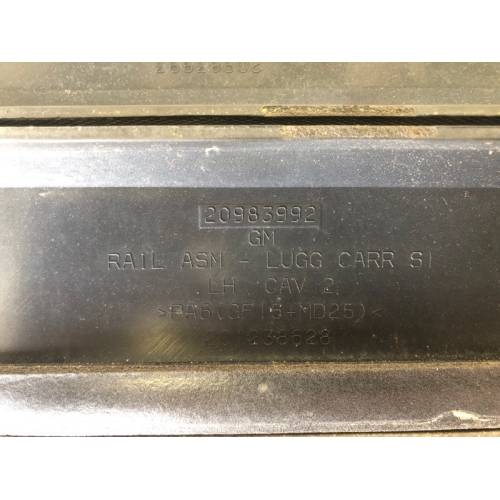 20983992
GM
RAIL ASM - LUGG CARR SI
LH CAV 2
>PA6(GF15+MD25)<